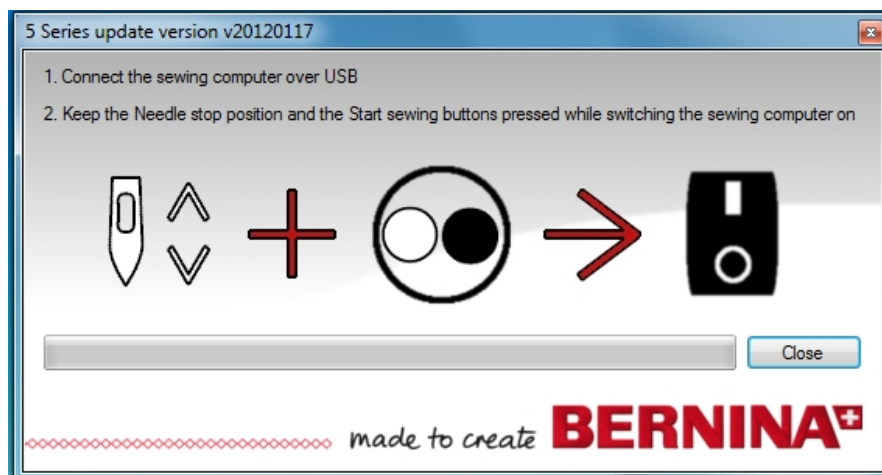 5 Series update version v20120117
1. Connect the sewing computer over USB
2. Keep the Needle stop position and the Start sewing buttons pressed while switching the sewing computer on
Close
made to create BERNINA